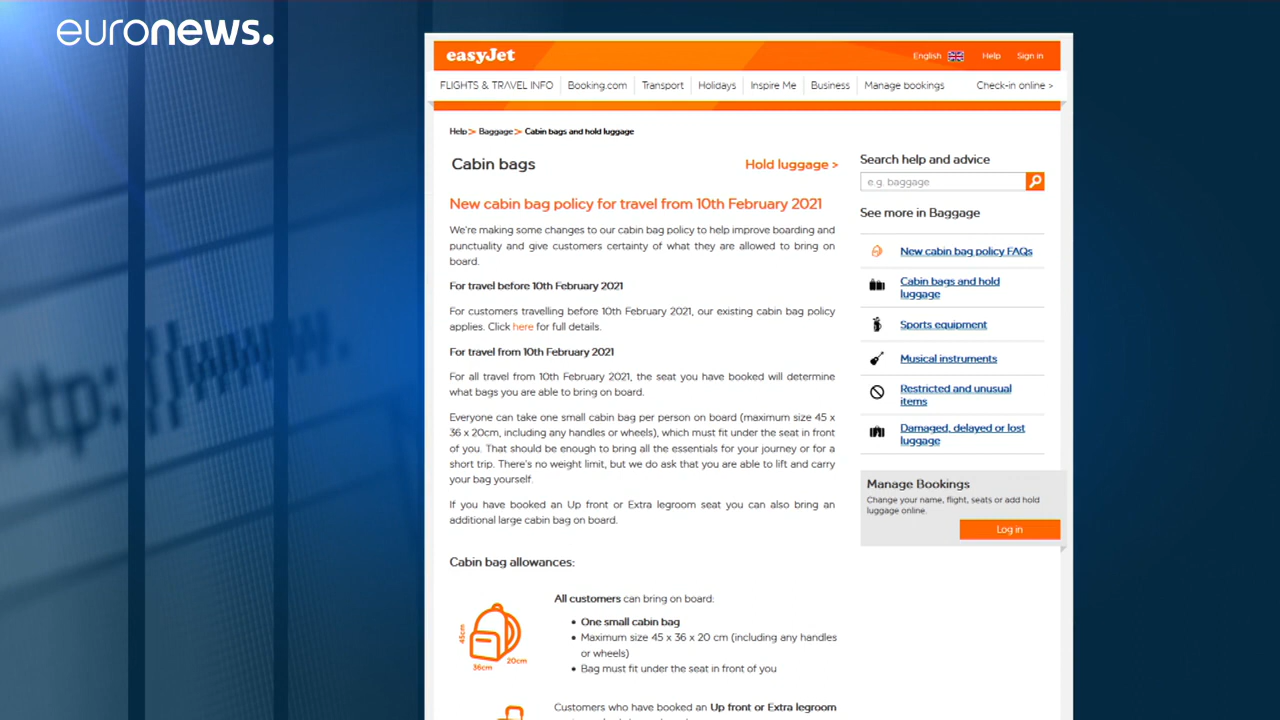 euronews.
easyJet
English
Help
Sign in
FLIGHTS & TRAVEL INFO
Booking.com
Transport
Holidays
Inspire Me
Business
Manage bookings
Check-in online >
Help > Baggage > Cabin bags and hold luggage
Cabin bags
Hold luggage >
New cabin bag policy for travel from 10th February 2021
We're making some changes to our cabin bag policy to help improve boarding and
punctuality and give customers certainty of what they are allowed to bring on
board.
For travel before 10th February 2021
For customers travelling before 10th February 2021, our existing cabin bag policy
applies. Click here for full details.
For travel from 10th February 2021
For all travel from 10th February 2021, the seat you have booked will determine
what bags you are able to bring on board.
Everyone can take one small cabin bag per person on board (maximum size 45 x
36 x 20cm, including any handles or wheels), which must fit under the seat in front
of you. That should be enough to bring all the essentials for your journey or for a
short trip. There's no weight limit, but we do ask that you are able to lift and carry
your bag yourself.
If you have booked an Up front or Extra legroom seat you can also bring an
additional large cabin bag on board.
Cabin bag allowances:
45cm
36cm
20cm
All customers can bring on board:
• One small cabin bag
• Maximum size 45 x 36 x 20 cm (including any handles
or wheels)
• Bag must fit under the seat in front of you
Customers who have booked an Up front or Extra legroom
Search help and advice
e.g. baggage
See more in Baggage
New cabin bag policy FAQs
Cabin bags and hold
luggage
Sports equipment
Musical instruments
Restricted and unusual
items
Damaged, delayed or lost
luggage
Manage Bookings
Change your name, flight, seats or add hold
luggage online.
Log in
http://www.